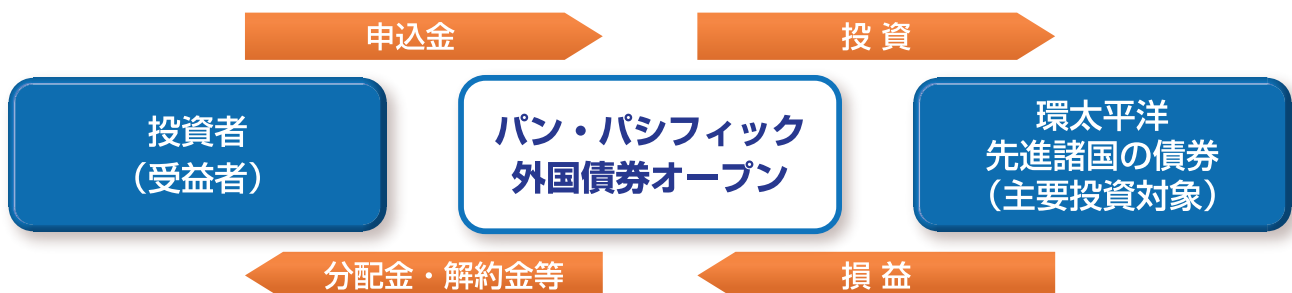 申込金
投 資
投資者
（受益者）
パン・パシフィック
外国債券オープン
環太平洋
先進諸国の債券
（主要投資対象）
分配金・解約金等
損 益